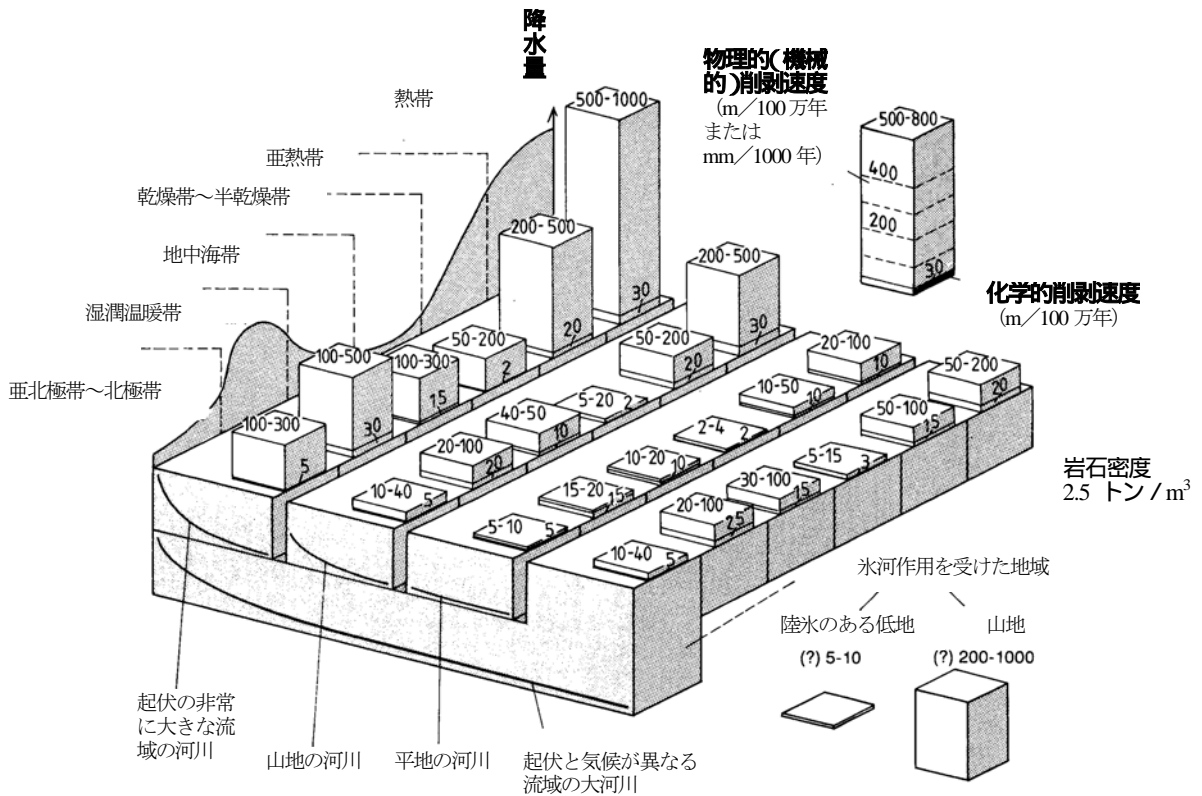 降水量
物理的(機械
的)削剥速度
(m／100 万年
または
mm／1000 年)
熱帯
亜熱帯
乾燥帯～半乾燥帯
地中海帯
湿潤温暖帯
亜北極帯～北極帯
500-800
400
200
30
化学的削剥速度
(m／100 万年)
500-1000
30
200-500
20
50-200
2
100-300
15
100-500
30
100-300
5
200-500
30
50-200
20
5-20
2
40-50
10
20-100
20
10-40
5
20-100
10
10-50
10
2-4
2
10-20
10
15-20
15
5-10
5
50-200
20
50-100
15
5-15
3
30-100
15
20-100
25
10-40
5
岩石密度
2.5 トン／m³
氷河作用を受けた地域
陸氷のある低地
山地
(?) 5-10
(?) 200-1000
起伏の非常
に大きな流
域の河川
山地の河川
平地の河川
起伏と気候が異なる
流域の大河川